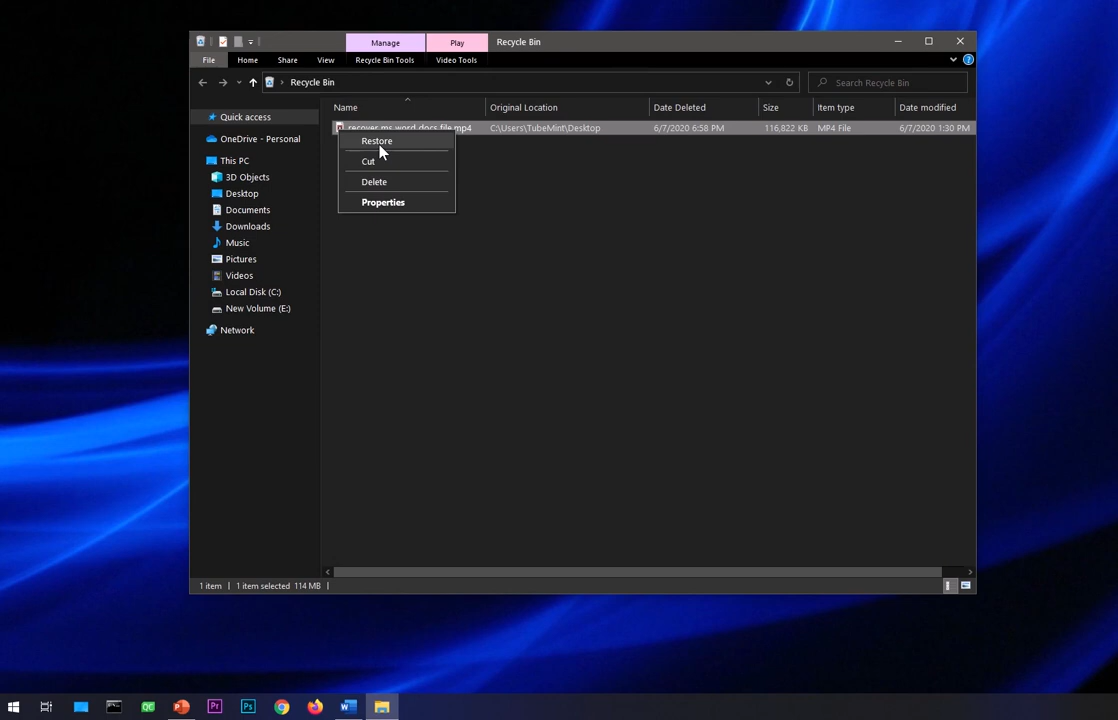 Manage Play Recycle Bin
File Home Share View Recycle Bin Tools Video Tools
Recycle Bin Search Recycle Bin
Name Original Location Date Deleted Size Item type Date modified
recover ms word docs file.mp4 C:\Users\TubeMint\Desktop 6/7/2020 6:58 PM 116,822 KB MP4 File 6/7/2020 1:30 PM
Restore
Cut
Delete
Properties
Quick access
OneDrive - Personal
This PC
3D Objects
Desktop
Documents
Downloads
Music
Pictures
Videos
Local Disk (C:)
New Volume (E:)
Network
1 item 1 item selected 114 MB
QC P Pr Ps W